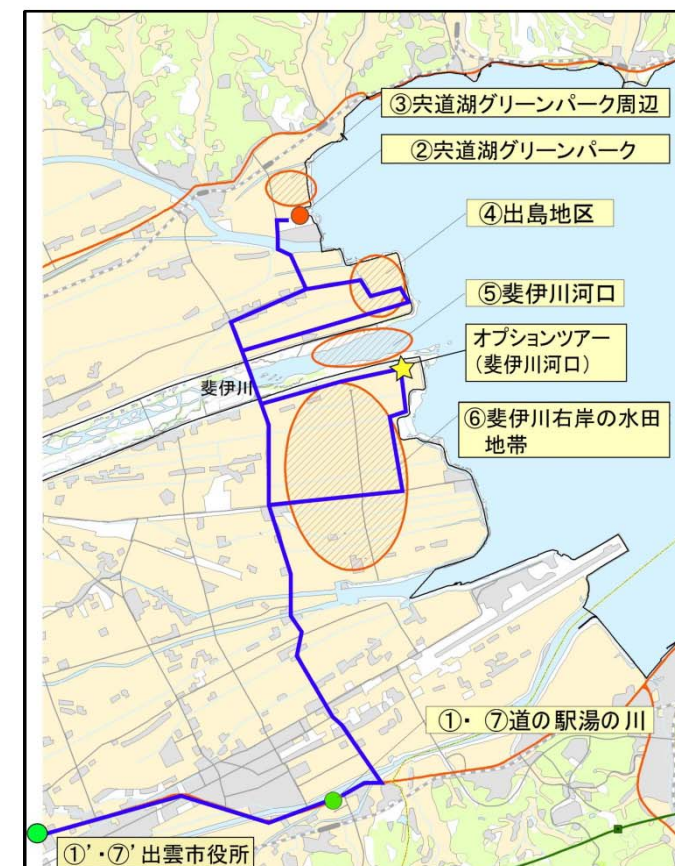 ③宍道湖グリーンパーク周辺
②宍道湖グリーンパーク
④出島地区
⑤斐伊川河口
オプションツアー
(斐伊川河口)
斐伊川
⑥斐伊川右岸の水田
地帯
①・⑦道の駅湯の川
①’・⑦’出雲市役所